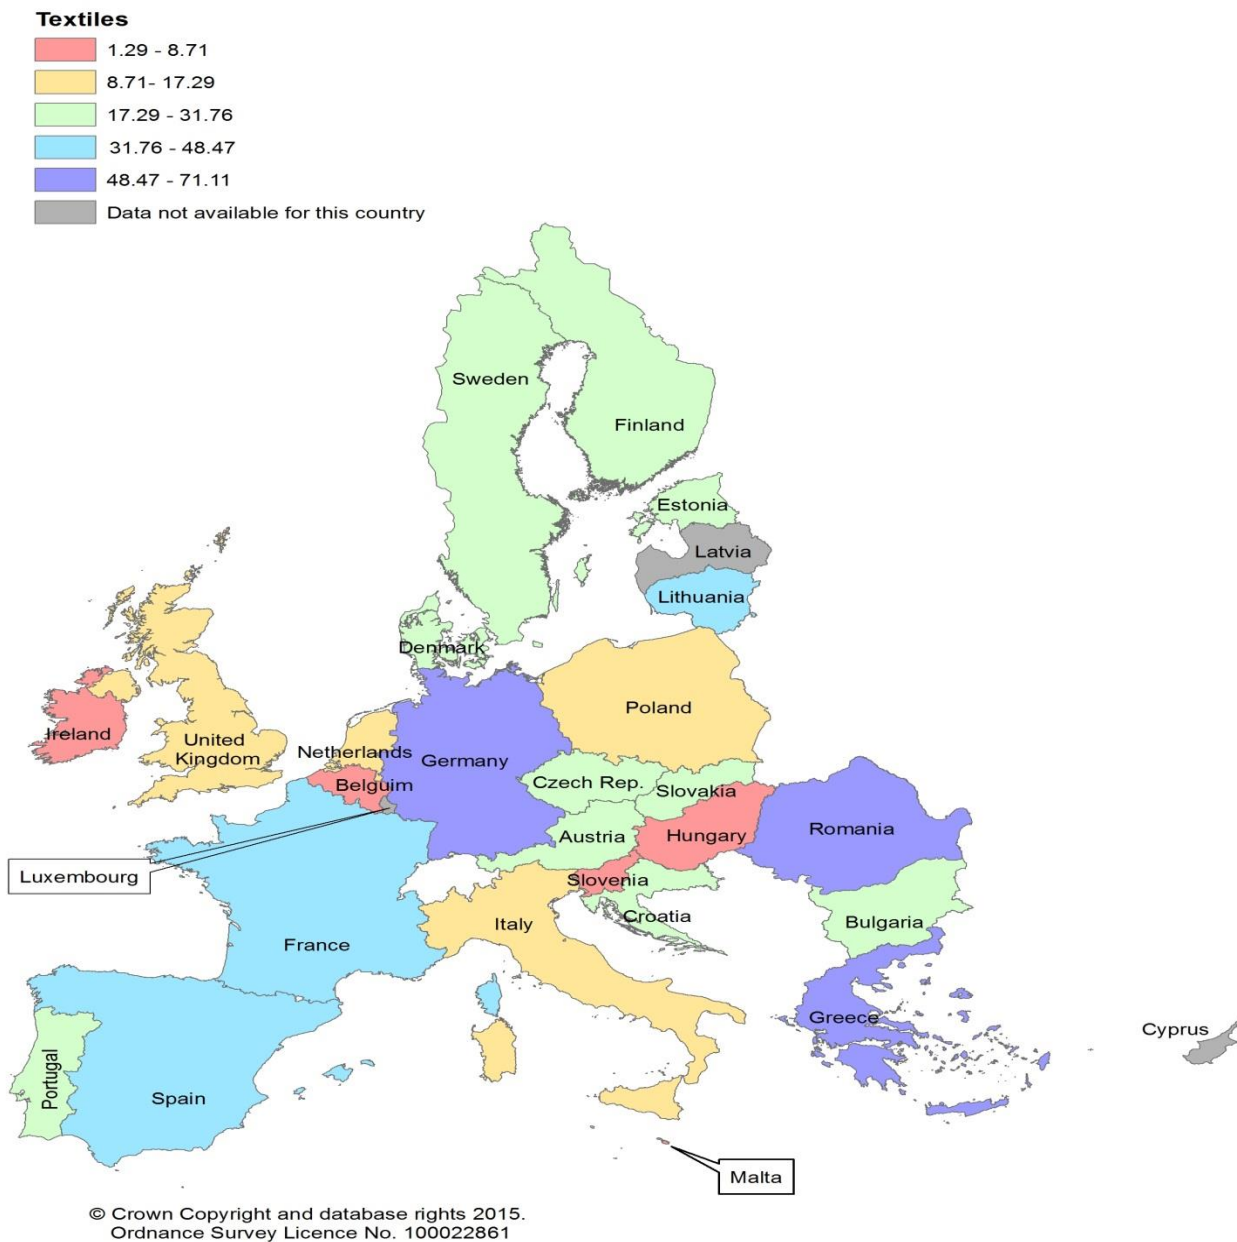 Textiles
1.29 - 8.71
8.71- 17.29
17.29 - 31.76
31.76 - 48.47
48.47 - 71.11
Data not available for this country
Sweden
Finland
Estonia
Latvia
Lithuania
Denmark
Ireland
United
Kingdom
Netherlands
Belguim
Germany
Poland
Czech Rep.
Slovakia
Austria
Hungary
Romania
Luxembourg
Slovenia
Croatia
Bulgaria
Italy
France
Greece
Cyprus
Portugal
Spain
Malta
© Crown Copyright and database rights 2015.
Ordnance Survey Licence No. 100022861